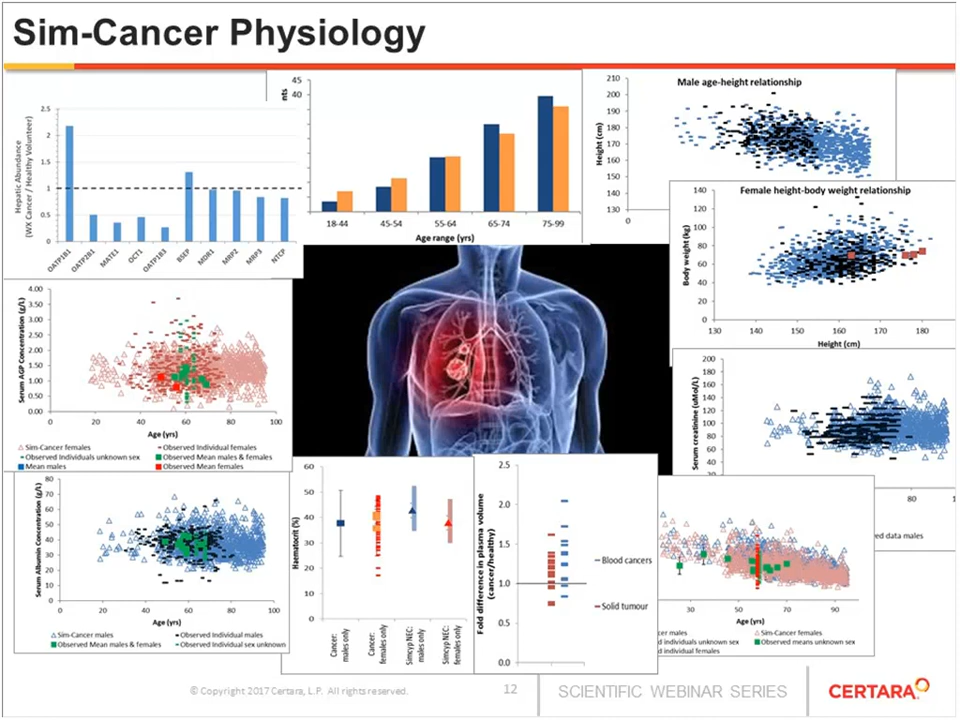 Sim-Cancer Physiology
Hepatic Abundance
(WX Cancer / Healthy Volunteer)
2.5
2
1.5
1
0.5
0
OATP1B1
OATP2B1
MATE1
OCT1
OATP1B3
BSEP
MDR1
MRP2
MRP3
NTCP
nts
45
40
18-44
45-54
55-64
65-74
75-99
Age range (yrs)
Male age-height relationship
Height (cm)
210
200
190
180
170
160
150
140
130
0
Female height-body weight relationship
Body weight (kg)
140
120
100
80
60
40
20
0
130
140
150
160
170
180
Height (cm)
Serum AGP Concentration (g/L)
4.00
3.50
3.00
2.50
2.00
1.50
1.00
0.50
0.00
0
20
40
60
80
100
Age (yrs)
Sim-Cancer females
Observed Individual females
Observed Individuals unknown sex
Observed Mean males & females
Mean males
Observed Mean females
Serum creatinine (uMol/L)
200
180
160
140
120
100
80
60
40
20
80
ed data males
Serum Albumin Concentration (g/L)
80
70
60
50
40
30
20
10
0
0
20
40
60
80
100
Age (yrs)
Sim-Cancer males
Observed Individual males
Observed Mean males & females
Observed Individual sex unknown
Haematocrit (%)
60
50
40
30
20
10
0
Cancer:
males only
Cancer:
females only
Simcyp NEC:
males only
Simcyp NEC:
females only
Fold difference in plasma volume
(cancer/healthy)
2.5
2.0
1.5
1.0
0.5
0.0
Blood cancers
Solid tumour
30
50
70
90
Age (yrs)
cer males
Sim-Cancer females
d individuals unknown sex
Observed means unknown sex
d individual females
© Copyright 2017 Certara, L.P. All rights reserved.
12
SCIENTIFIC WEBINAR SERIES
CERTARA